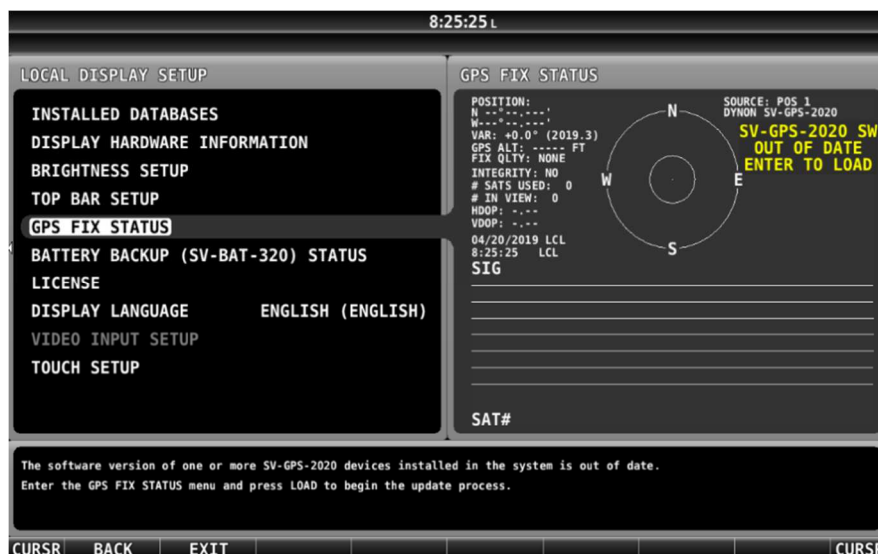 8:25:25 L
LOCAL DISPLAY SETUP
INSTALLED DATABASES
DISPLAY HARDWARE INFORMATION
BRIGHTNESS SETUP
TOP BAR SETUP
GPS FIX STATUS
BATTERY BACKUP (SV-BAT-320) STATUS
LICENSE
DISPLAY LANGUAGE ENGLISH (ENGLISH)
VIDEO INPUT SETUP
TOUCH SETUP
GPS FIX STATUS
POSITION:
N --°--.---'
W---°--.---'
VAR: +0.0° (2019.3)
GPS ALT: ----- FT
FIX QLTY: NONE
INTEGRITY: NO
# SATS USED: 0
# IN VIEW: 0
HDOP: -.--
VDOP: -.--
04/20/2019 LCL
8:25:25 LCL
SIG
N
W
E
S
SOURCE: POS 1
DYNON SV-GPS-2020
SV-GPS-2020 SW
OUT OF DATE
ENTER TO LOAD
SAT#
The software version of one or more SV-GPS-2020 devices installed in the system is out of date.
Enter the GPS FIX STATUS menu and press LOAD to begin the update process.
CURSR BACK EXIT